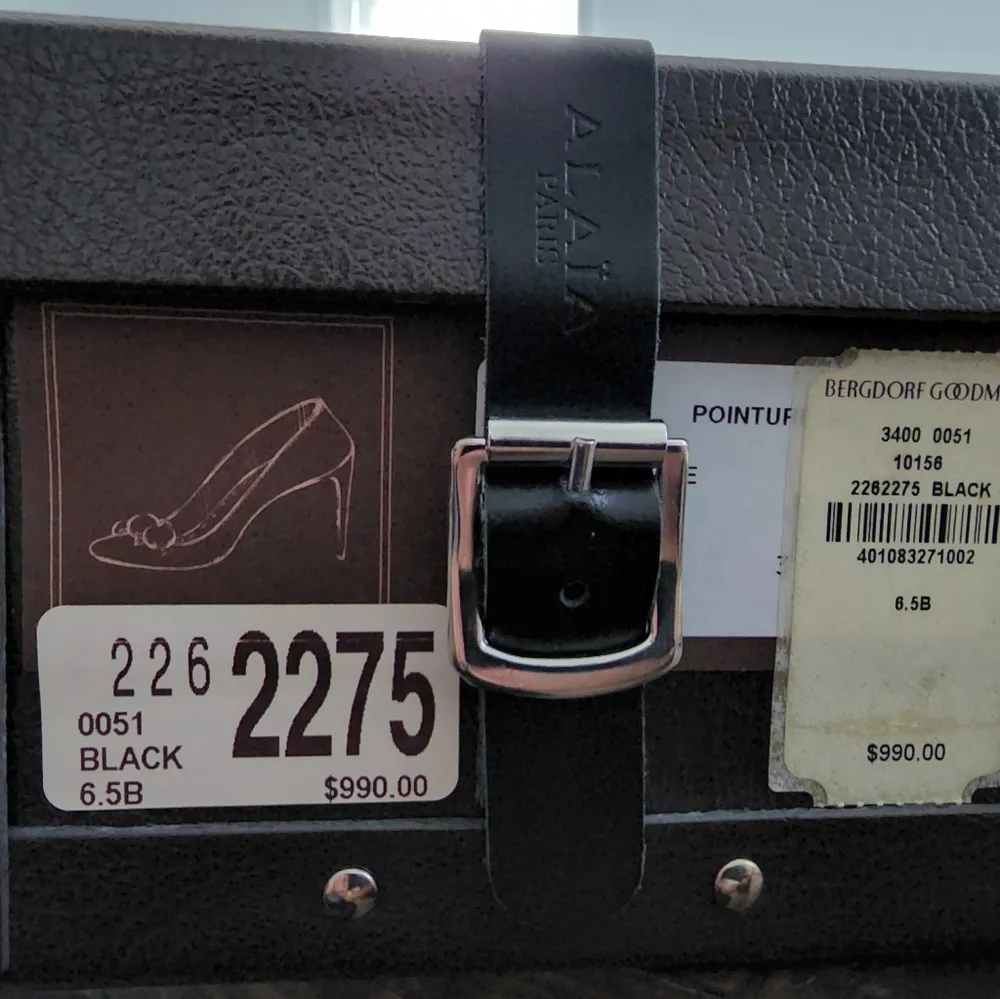 ALAÏA
PARIS
226 2275
0051
BLACK
6.5B
$990.00
POINTUR
E
BERGDORF GOODM
3400 0051
10156
2262275 BLACK
401083271002
6.5B
$990.00